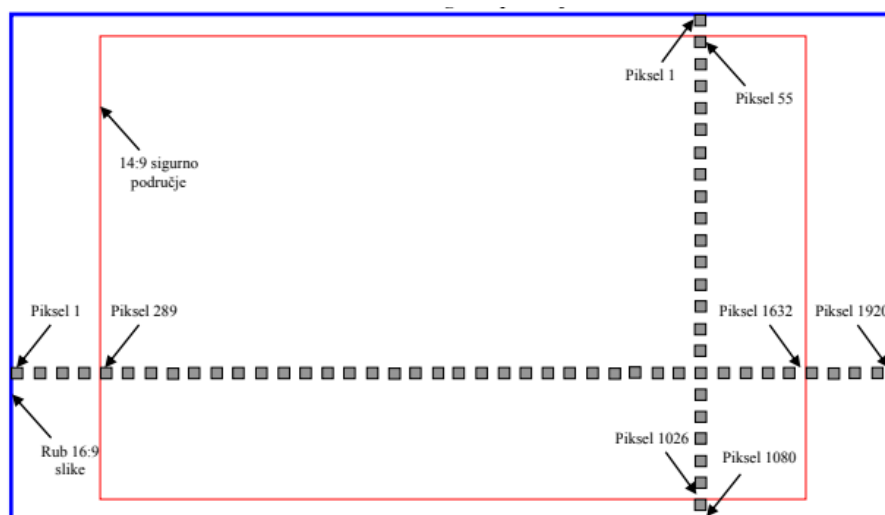 Piksel 1
Piksel 55
14:9 sigurno
područje
Piksel 1
Piksel 289
Piksel 1632
Piksel 1920
Rub 16:9
slike
Piksel 1026
Piksel 1080